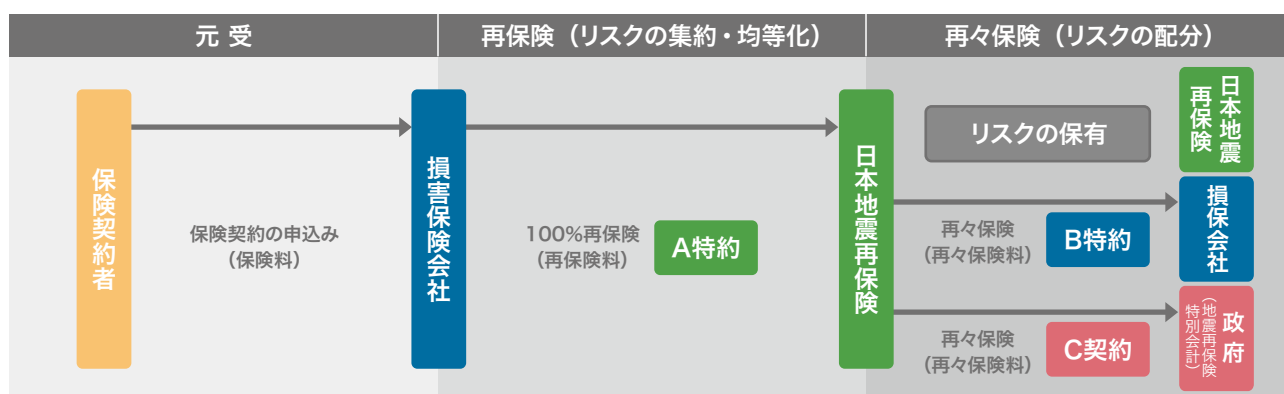 元 受
再保険（リスクの集約・均等化）
再々保険（リスクの配分）
保険契約者
保険契約の申込み
（保険料）
損害保険会社
100%再保険
（再保険料）
A特約
日本地震再保険
リスクの保有
日本地震
再保険
再々保険
（再々保険料）
B特約
損保会社
再々保険
（再々保険料）
C契約
政府
（地震再保険
特別会計）